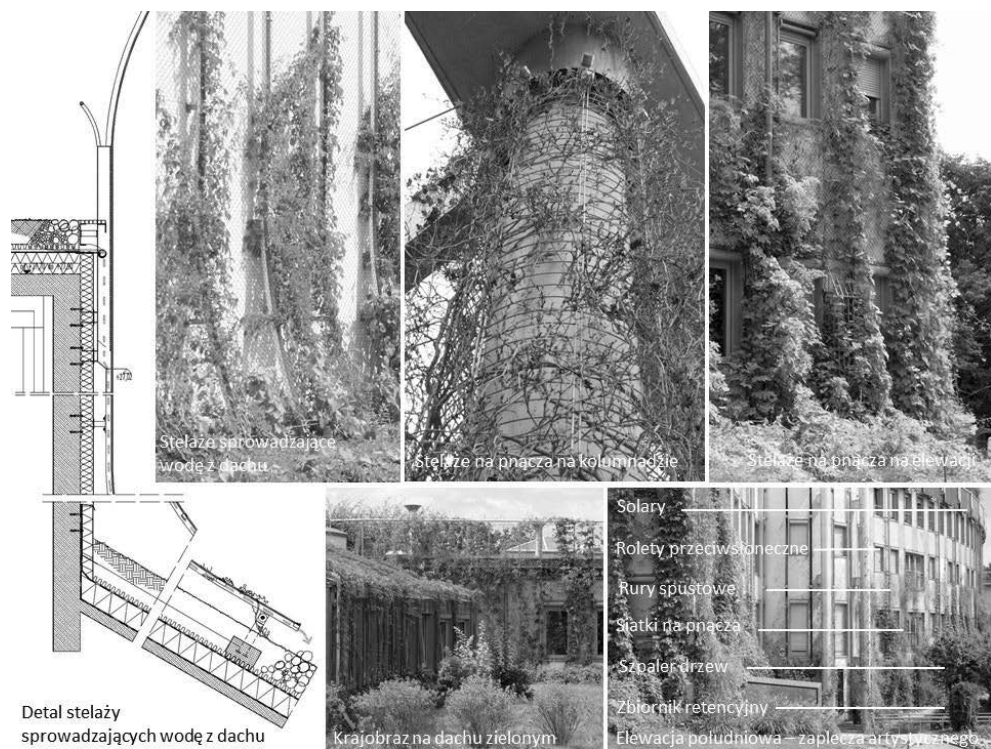 +27,02
Stelaże sprowadzające
wodę z dachu
Stelaże na pnącza na kolumnadzie
Stelaże na pnącza na elewacji
Detal stelaży
sprowadzających wodę z dachu
Krajobraz na dachu zielonym
Solary
Rolety przeciwsłoneczne
Rury spustowe
Siatki na pnącza
Szpaler drzew
Zbiornik retencyjny
Elewacja południowa – zaplecza artystycznego